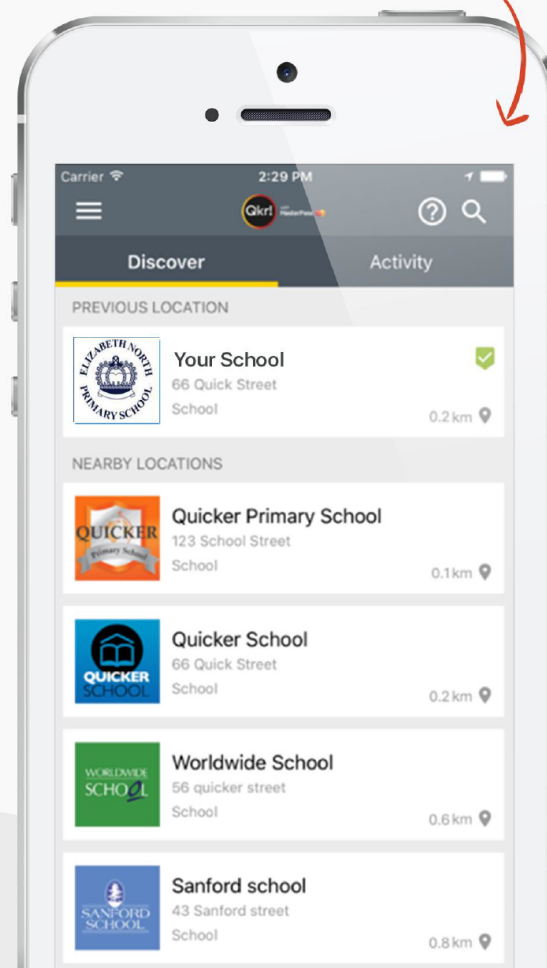 Carrier 2:29 PM
Qkr! with MasterPass
Discover Activity
PREVIOUS LOCATION
ELIZABETH NORTH PRIMARY SCHOOL
Your School
66 Quick Street
School
0.2 km
NEARBY LOCATIONS
QUICKER
Primary School
Quicker Primary School
123 School Street
School
0.1 km
QUICKER
SCHOOL
Quicker School
66 Quick Street
School
0.2 km
WORLDWIDE
SCHOOL
Worldwide School
56 quicker street
School
0.6 km
SANFORD
SCHOOL
Sanford school
43 Sanford street
School
0.8 km